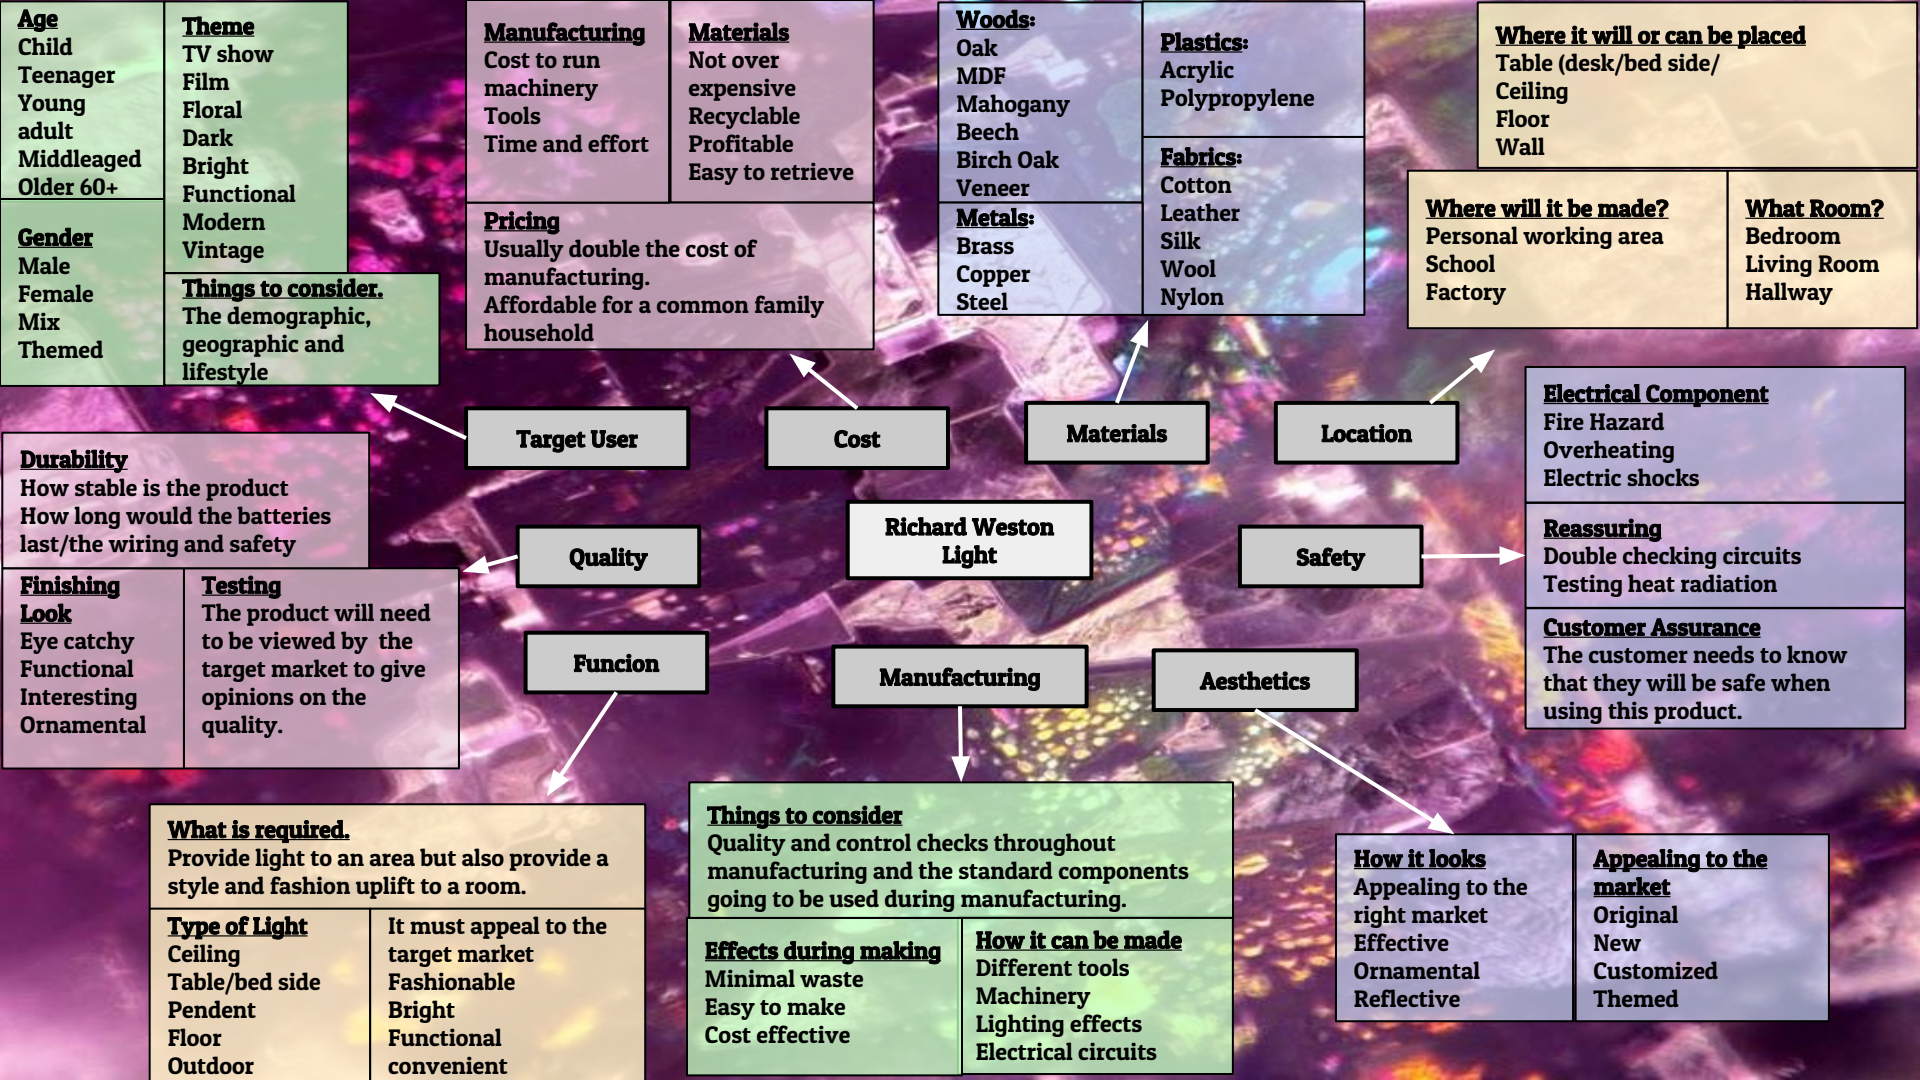 Age
Child
Teenager
Young
adult
Middleaged
Older 60+
Gender
Male
Female
Mix
Themed
Theme
TV show
Film
Floral
Dark
Bright
Functional
Modern
Vintage
Things to consider.
The demographic,
geographic and
lifestyle
Manufacturing
Cost to run
machinery
Tools
Time and effort
Materials
Not over
expensive
Recyclable
Profitable
Easy to retrieve
Pricing
Usually double the cost of
manufacturing.
Affordable for a common family
household
Woods:
Oak
MDF
Mahogany
Beech
Birch Oak
Veneer
Metals:
Brass
Copper
Steel
Plastics:
Acrylic
Polypropylene
Fabrics:
Cotton
Leather
Silk
Wool
Nylon
Where it will or can be placed
Table (desk/bed side/
Ceiling
Floor
Wall
Where will it be made?
Personal working area
School
Factory
What Room?
Bedroom
Living Room
Hallway
Target User
Cost
Materials
Location
Durability
How stable is the product
How long would the batteries
last/the wiring and safety
Finishing
Look
Eye catchy
Functional
Interesting
Ornamental
Testing
The product will need
to be viewed by  the
target market to give
opinions on the
quality.
Quality
Richard Weston
Light
Safety
Electrical Component
Fire Hazard
Overheating
Electric shocks
Reassuring
Double checking circuits
Testing heat radiation
Customer Assurance
The customer needs to know
that they will be safe when
using this product.
Funcion
Manufacturing
Aesthetics
What is required.
Provide light to an area but also provide a
style and fashion uplift to a room.
Type of Light
Ceiling
Table/bed side
Pendent
Floor
Outdoor
It must appeal to the
target market
Fashionable
Bright
Functional
convenient
Things to consider
Quality and control checks throughout
manufacturing and the standard components
going to be used during manufacturing.
Effects during making
Minimal waste
Easy to make
Cost effective
How it can be made
Different tools
Machinery
Lighting effects
Electrical circuits
How it looks
Appealing to the
right market
Effective
Ornamental
Reflective
Appealing to the
market
Original
New
Customized
Themed